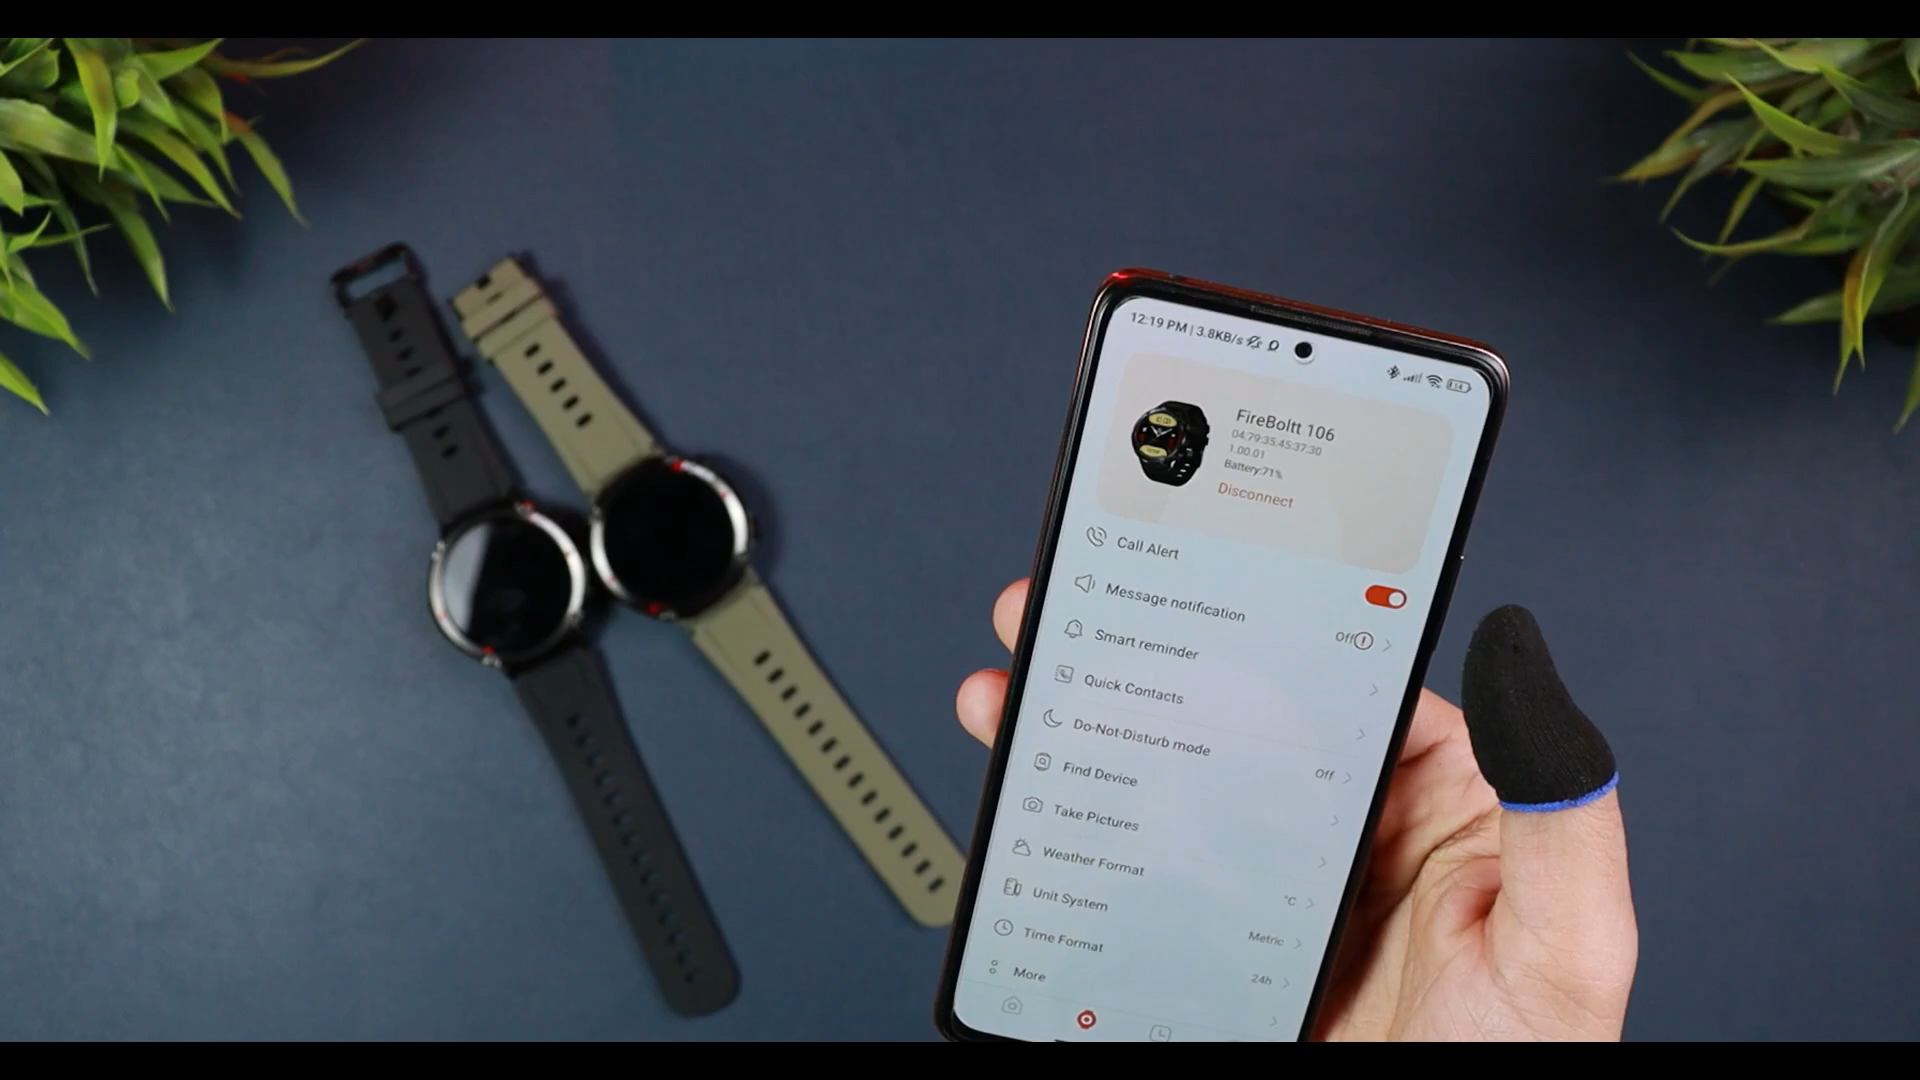 12:19 PM | 3.8KB/s
FireBoltt 106
04:79:35:45:37:30
1.00.01
Battery:71%
Disconnect
Call Alert
Message notification
Off
Smart reminder
Quick Contacts
Do-Not-Disturb mode
Off
Find Device
Take Pictures
Weather Format
°C
Unit System
Metric
Time Format
24h
More